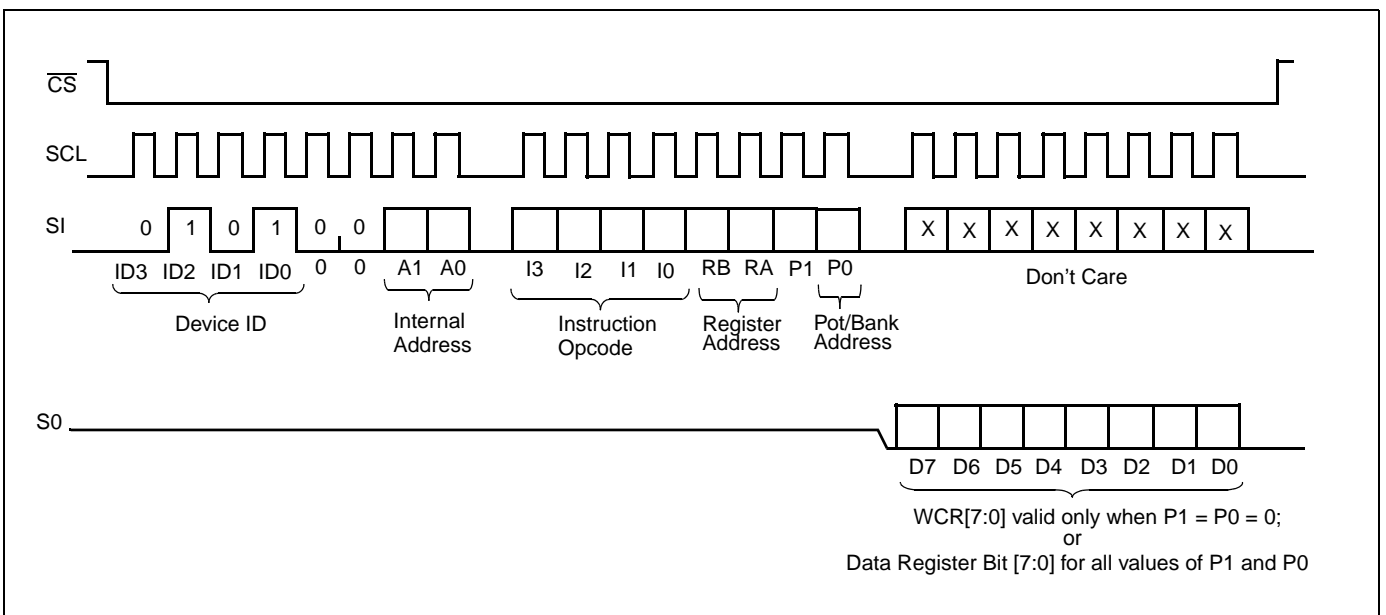 CS
SCL
SI
0 1 0 1 0 0
X X X X X X X X
ID3 ID2 ID1 ID0 0 0 A1 A0 I3 I2 I1 I0 RB RA P1 P0
Don't Care
Device ID
Internal
Address
Instruction
Opcode
Register
Address
Pot/Bank
Address
S0
D7 D6 D5 D4 D3 D2 D1 D0
WCR[7:0] valid only when P1 = P0 = 0;
or
Data Register Bit [7:0] for all values of P1 and P0